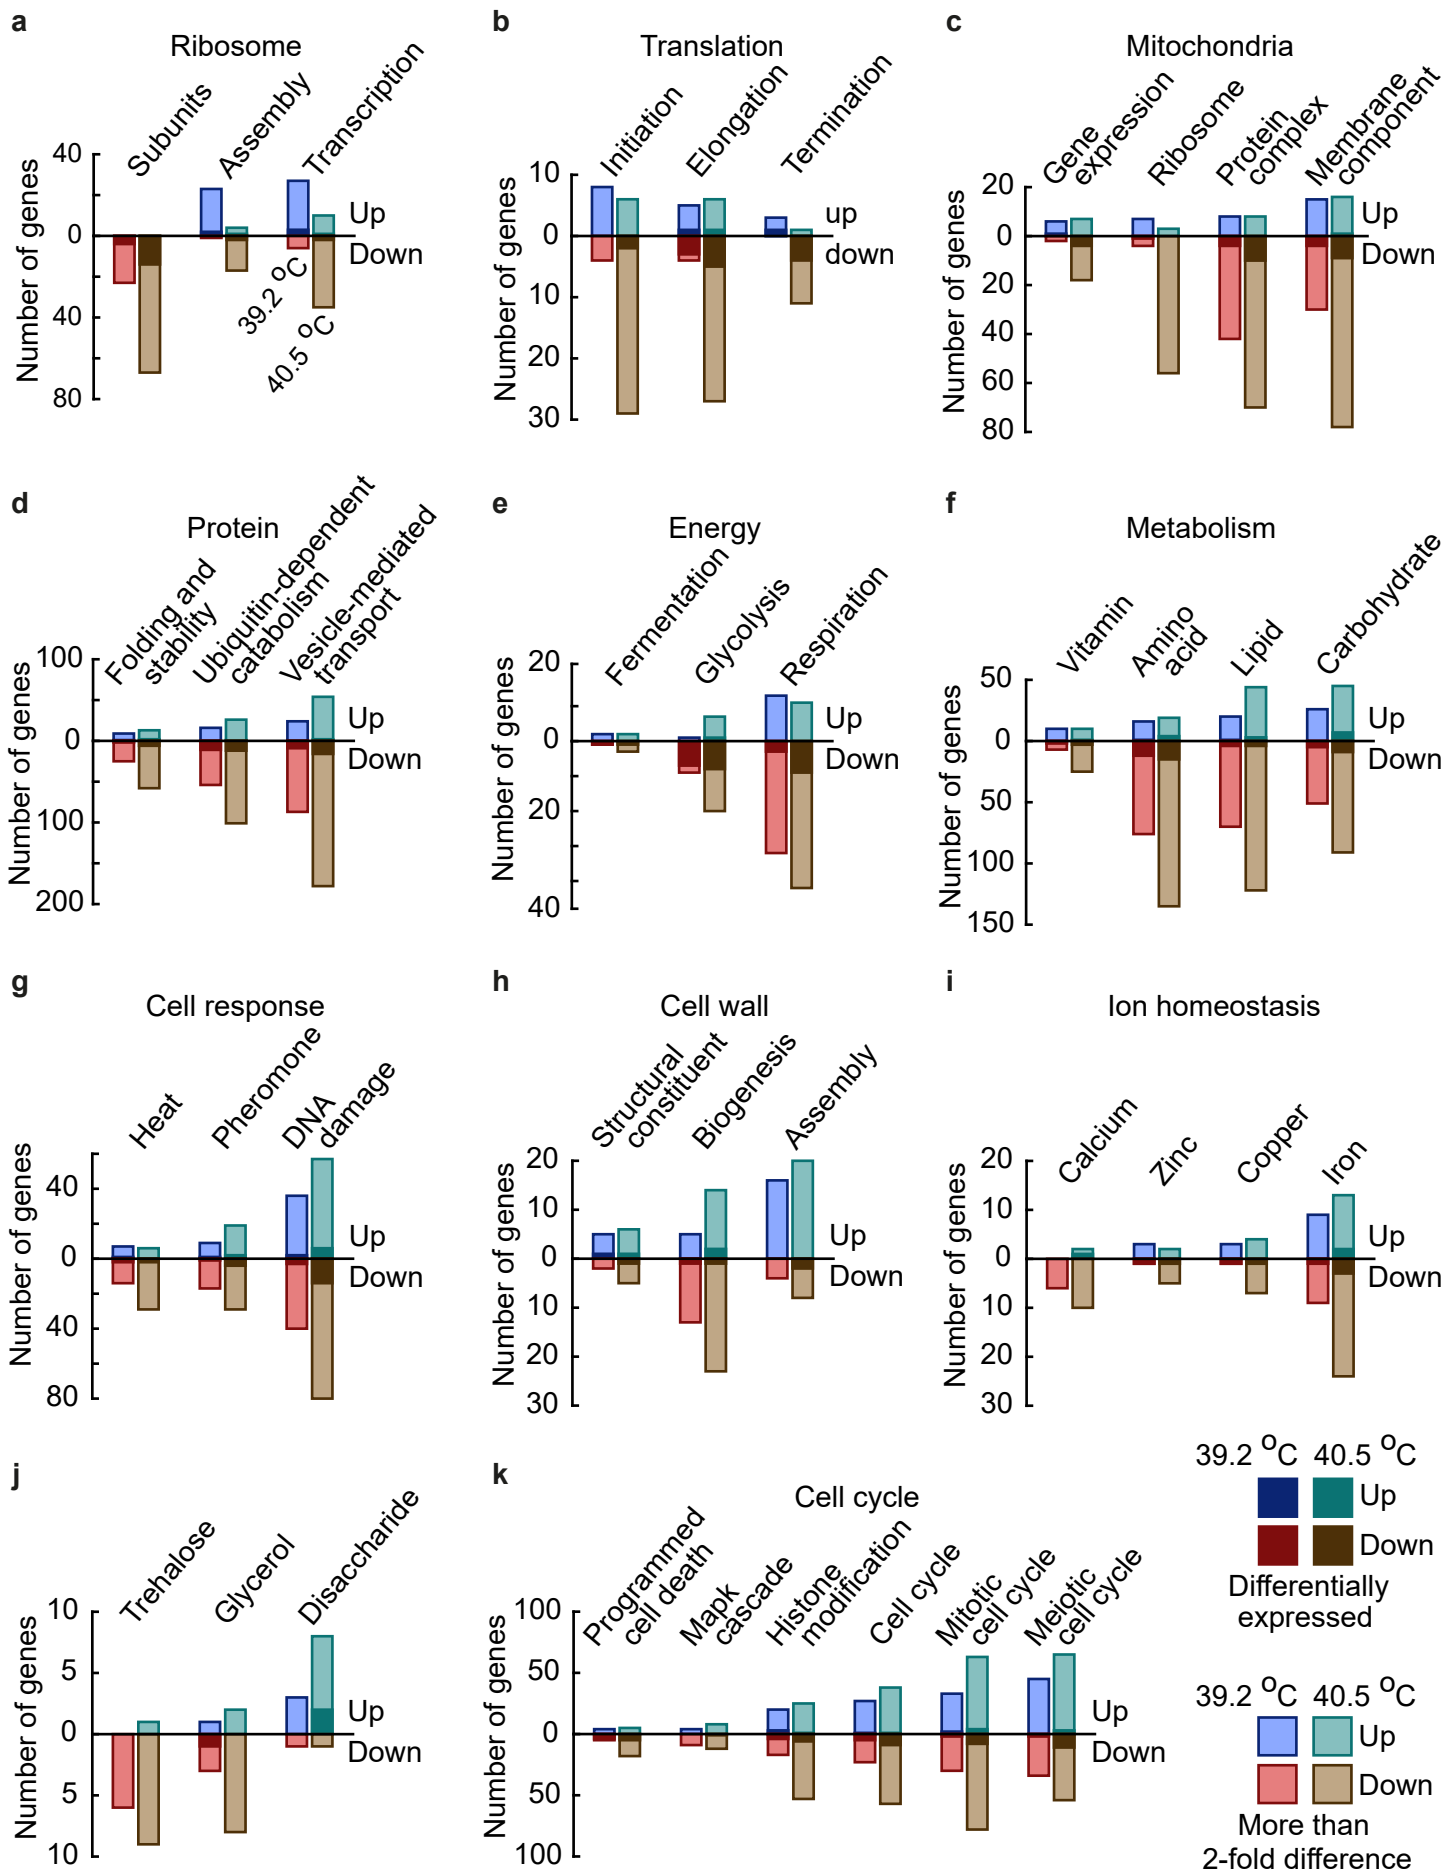 a
Ribosome
Subunits
Assembly
Transcription
Number of genes
40
0
40
80
Up
Down
39.2 °C
40.5 °C
b
Translation
Initiation
Elongation
Termination
Number of genes
10
0
10
20
30
up
down
c
Mitochondria
Gene
expression
Ribosome
Protein
complex
Membrane
component
Number of genes
20
0
20
40
60
80
Up
Down
d
Protein
Folding and
stability
Ubiquitin-dependent
catabolism
Vesicle-mediated
transport
Number of genes
100
0
100
200
Up
Down
e
Energy
Fermentation
Glycolysis
Respiration
Number of genes
20
0
20
40
Up
Down
f
Metabolism
Vitamin
Amino
acid
Lipid
Carbohydrate
Number of genes
50
0
50
100
150
Up
Down
g
Cell response
Heat
Pheromone
DNA
damage
Number of genes
40
0
40
80
Up
Down
h
Cell wall
Structural
constituent
Biogenesis
Assembly
Number of genes
20
10
0
10
20
30
Up
Down
i
Ion homeostasis
Calcium
Zinc
Copper
Iron
Number of genes
20
10
0
10
20
30
Up
Down
j
Trehalose
Glycerol
Disaccharide
Number of genes
10
5
0
5
10
Up
Down
k
Cell cycle
Programmed
cell death
Mapk
cascade
Histone
modification
Cell cycle
Mitotic
cell cycle
Meiotic
cell cycle
Number of genes
100
50
0
50
100
Up
Down
39.2 °C 40.5 °C
Up
Down
Differentially
expressed
39.2 °C 40.5 °C
Up
Down
More than
2-fold difference